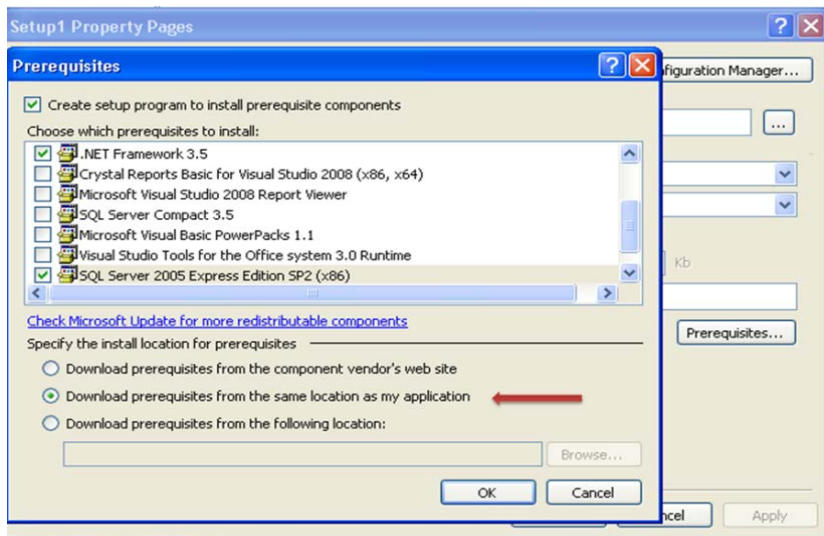 Setup1 Property Pages
Prerequisites
Configuration Manager...
Create setup program to install prerequisite components
Choose which prerequisites to install:
...
.NET Framework 3.5
Crystal Reports Basic for Visual Studio 2008 (x86, x64)
Microsoft Visual Studio 2008 Report Viewer
SQL Server Compact 3.5
Microsoft Visual Basic PowerPacks 1.1
Visual Studio Tools for the Office system 3.0 Runtime
Kb
SQL Server 2005 Express Edition SP2 (x86)
Check Microsoft Update for more redistributable components
Prerequisites...
Specify the install location for prerequisites
Download prerequisites from the component vendor's web site
Download prerequisites from the same location as my application
Download prerequisites from the following location:
Browse...
OK Cancel
ncel Apply